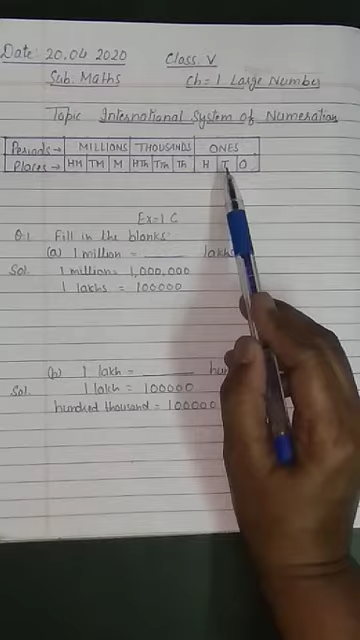 Date: 20.04 2020 Class. V
Sub: Maths Ch=1 Large Number
Topic International System of Numeration
Periods→ MILLIONS THOUSANDS ONES
Places→ HM TM M HTh TTh Th H T O
Ex=1 C
Q.1 Fill in the blanks:
(a) 1 million = ______ lakhs
Sol. 1 million = 1,000,000
1 lakhs = 100000
(b) 1 lakh = ______
Sol. 1 lakh = 100000
hundred thousand = 100000